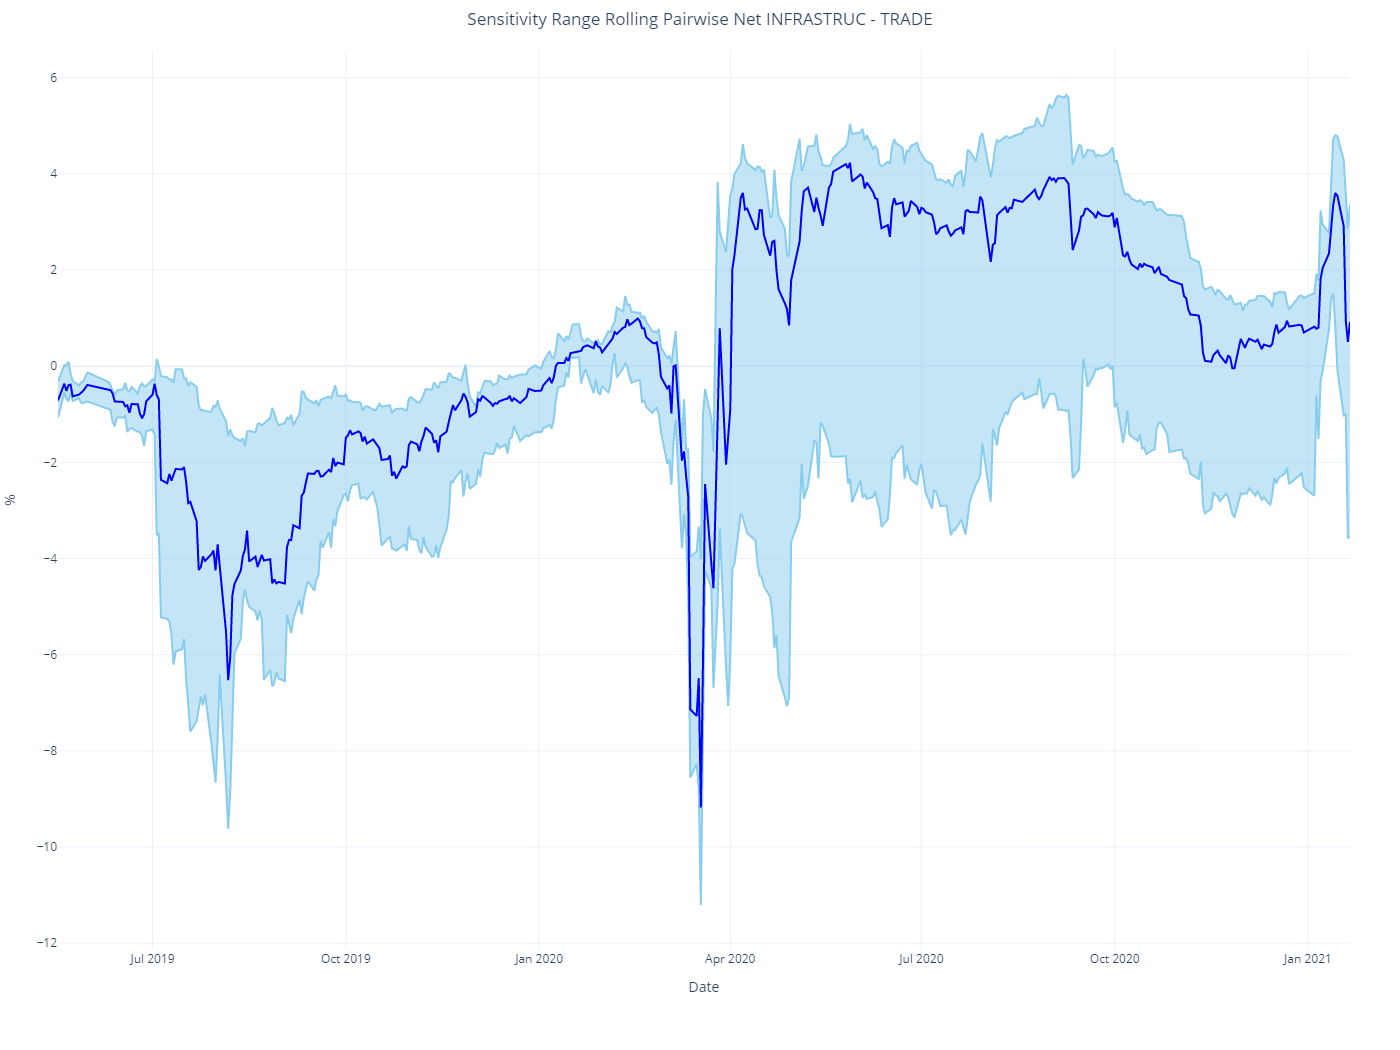 Sensitivity Range Rolling Pairwise Net INFRASTRUC - TRADE
6
4
2
0
−2
−4
−6
−8
−10
−12
%
Jul 2019
Oct 2019
Jan 2020
Apr 2020
Jul 2020
Oct 2020
Jan 2021
Date